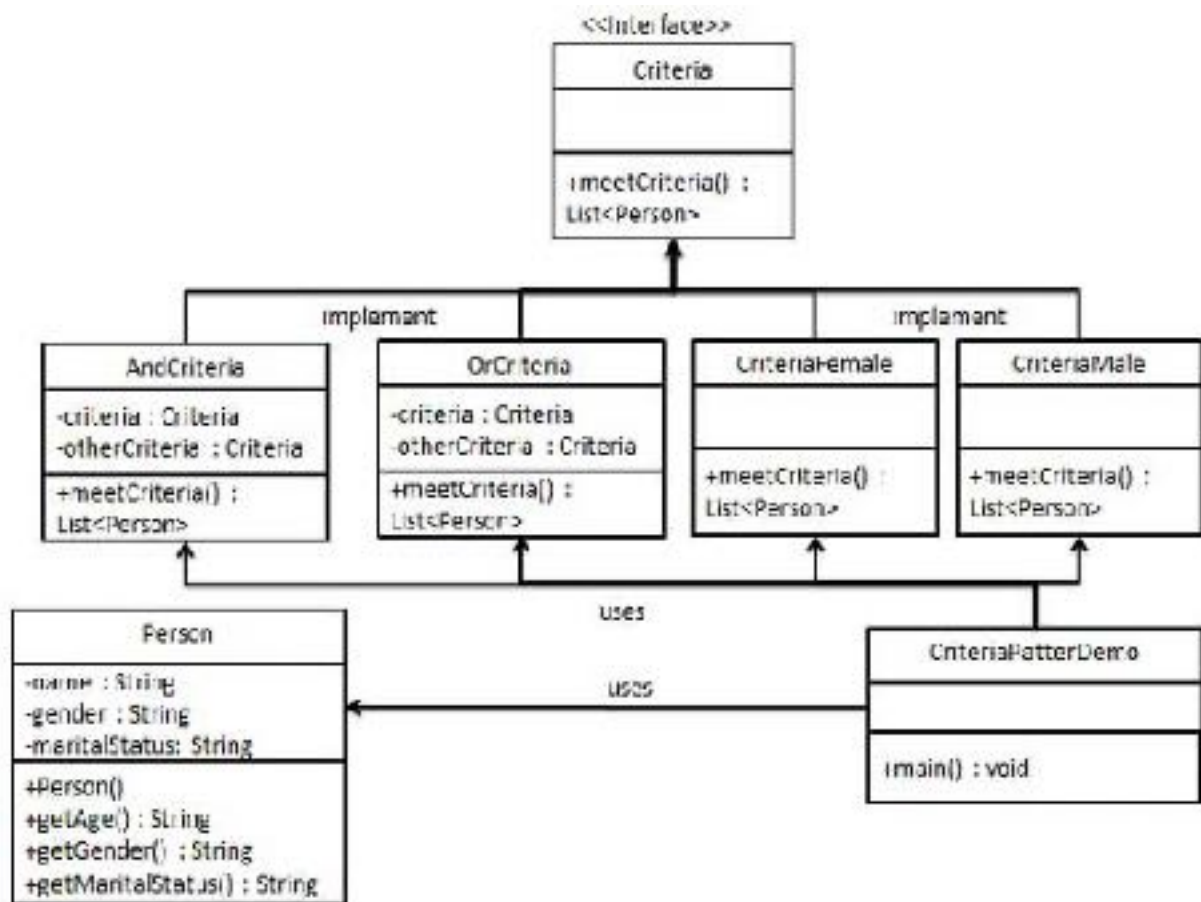 <<Interface>>
Criteria
+meetCriteria() :
List<Person>
implement
implement
AndCriteria
-criteria : Criteria
-otherCriteria : Criteria
+meetCriteria() :
List<Person>
OrCriteria
-criteria : Criteria
-otherCriteria : Criteria
+meetCriteria() :
List<Person>
CriteriaFemale
+meetCriteria() :
List<Person>
CriteriaMale
+meetCriteria() :
List<Person>
uses
Person
-name : String
-gender : String
-maritalStatus: String
+Person()
+getAge() : String
+getGender() : String
+getMaritalStatus() : String
uses
CriteriaPatterDemo
+main() : void